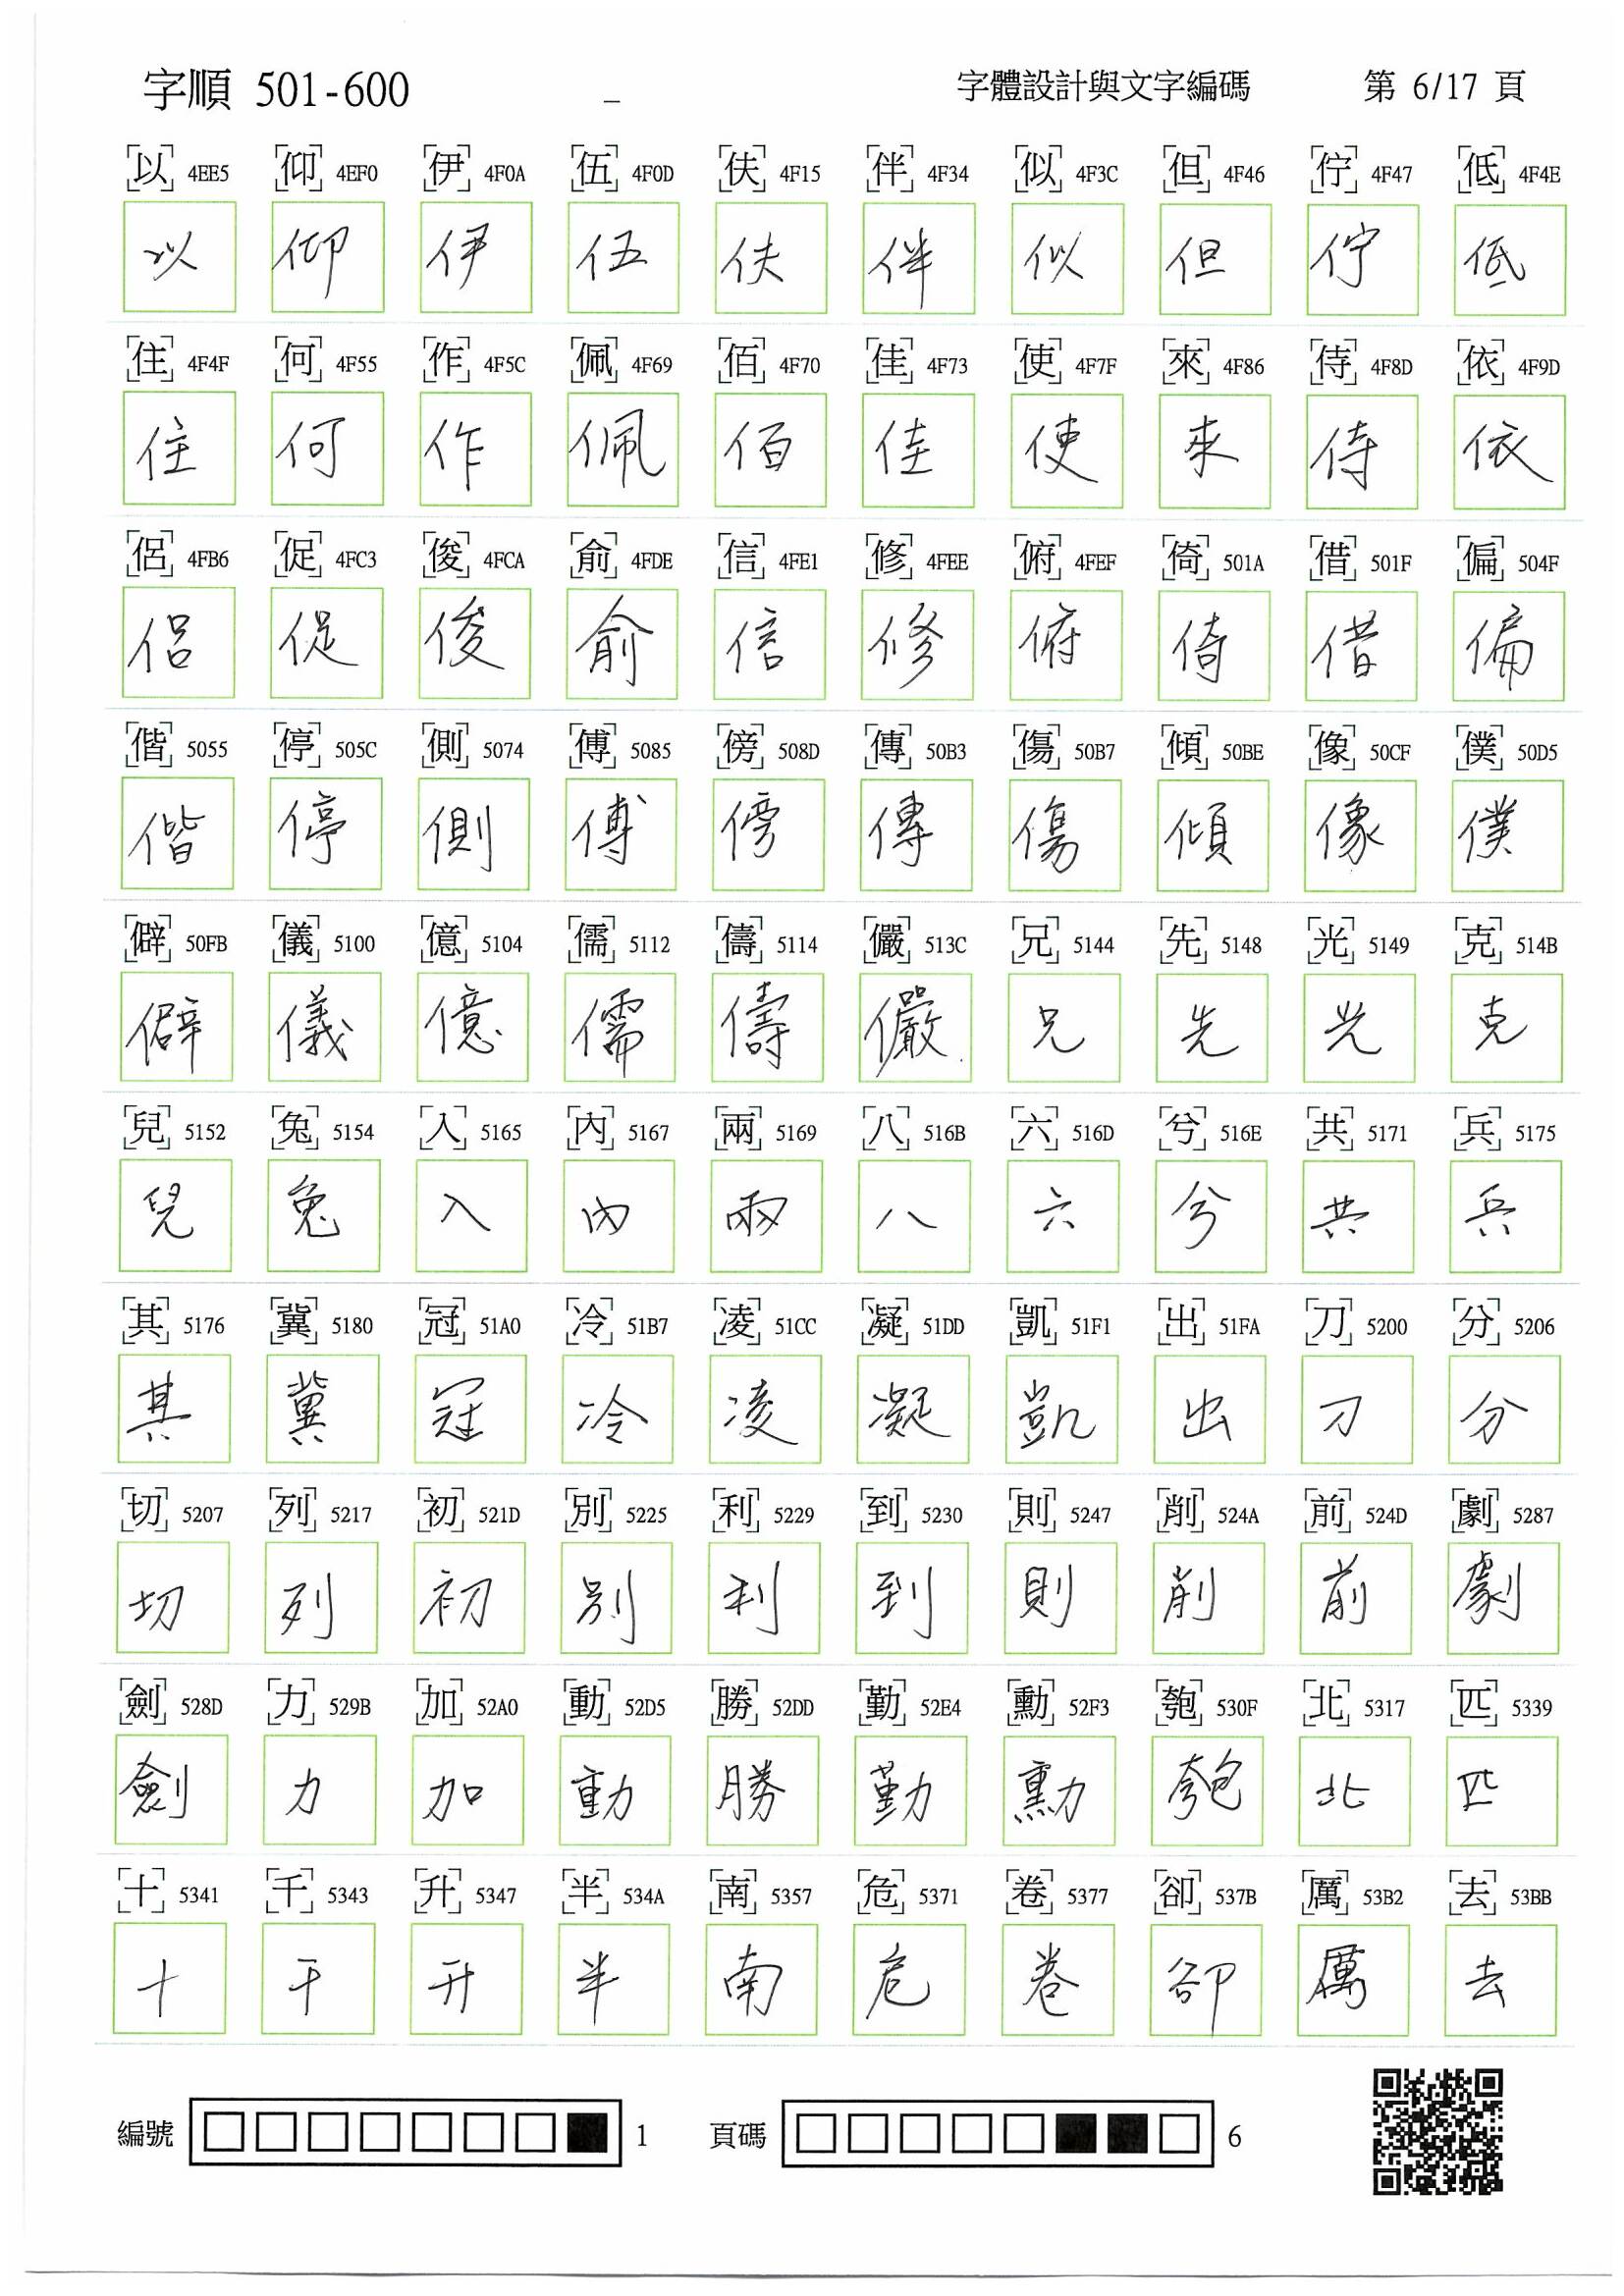 字順 501-600 _ 字體設計與文字編碼 第 6/17 頁
以 4EE5 仰 4EF0 伊 4F0A 伍 4F0D 伕 4F15 伴 4F34 似 4F3C 但 4F46 佇 4F47 低 4F4E
以 仰 伊 伍 伕 伴 似 但 佇 低
住 4F4F 何 4F55 作 4F5C 佩 4F69 佰 4F70 佳 4F73 使 4F7F 來 4F86 侍 4F8D 依 4F9D
住 何 作 佩 佰 佳 使 來 侍 依
侶 4FB6 促 4FC3 俊 4FCA 俞 4FDE 信 4FE1 修 4FEE 俯 4FEF 倚 501A 借 501F 偏 504F
侶 促 俊 俞 信 修 俯 倚 借 偏
偕 5055 停 505C 側 5074 傅 5085 傍 508D 傳 50B3 傷 50B7 傾 50BE 像 50CF 僕 50D5
偕 停 側 傅 傍 傳 傷 傾 像 僕
僻 50FB 儀 5100 億 5104 儒 5112 儔 5114 儼 513C 兄 5144 先 5148 光 5149 克 514B
僻 儀 億 儒 儔 儼 兄 先 光 克
兒 5152 兔 5154 入 5165 內 5167 兩 5169 八 516B 六 516D 兮 516E 共 5171 兵 5175
兒 兔 入 內 兩 八 六 兮 共 兵
其 5176 冀 5180 冠 51A0 冷 51B7 凌 51CC 凝 51DD 凱 51F1 出 51FA 刀 5200 分 5206
其 冀 冠 冷 凌 凝 凱 出 刀 分
切 5207 列 5217 初 521D 別 5225 利 5229 到 5230 則 5247 削 524A 前 524D 劇 5287
切 列 初 別 利 到 則 削 前 劇
劍 528D 力 529B 加 52A0 動 52D5 勝 52DD 勤 52E4 勳 52F3 匏 530F 北 5317 匹 5339
劍 力 加 動 勝 勤 勳 匏 北 匹
十 5341 千 5343 升 5347 半 534A 南 5357 危 5371 卷 5377 卻 537B 厲 53B2 去 53BB
十 千 升 半 南 危 卷 卻 厲 去
編號 1 頁碼 6